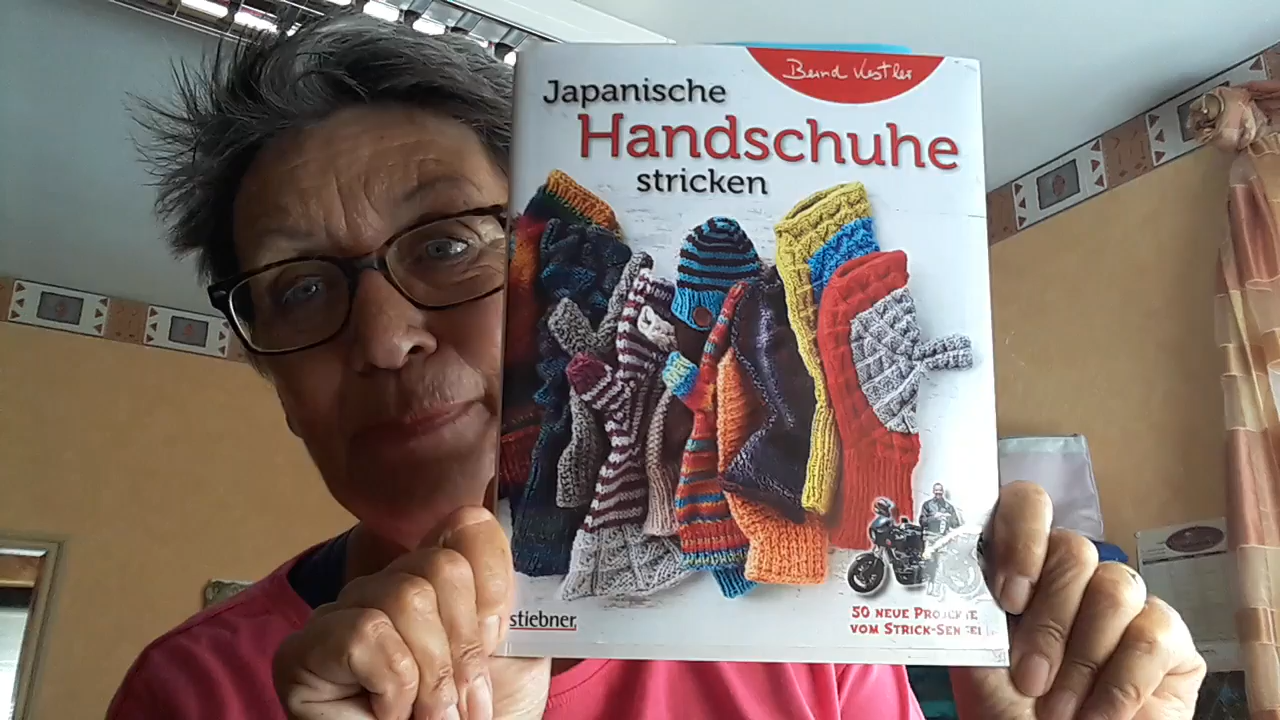 Bernd Kestler
Japanische
Handschuhe
stricken
stiebner
50 NEUE PROJEKTE
VOM STRICK-SENSEI